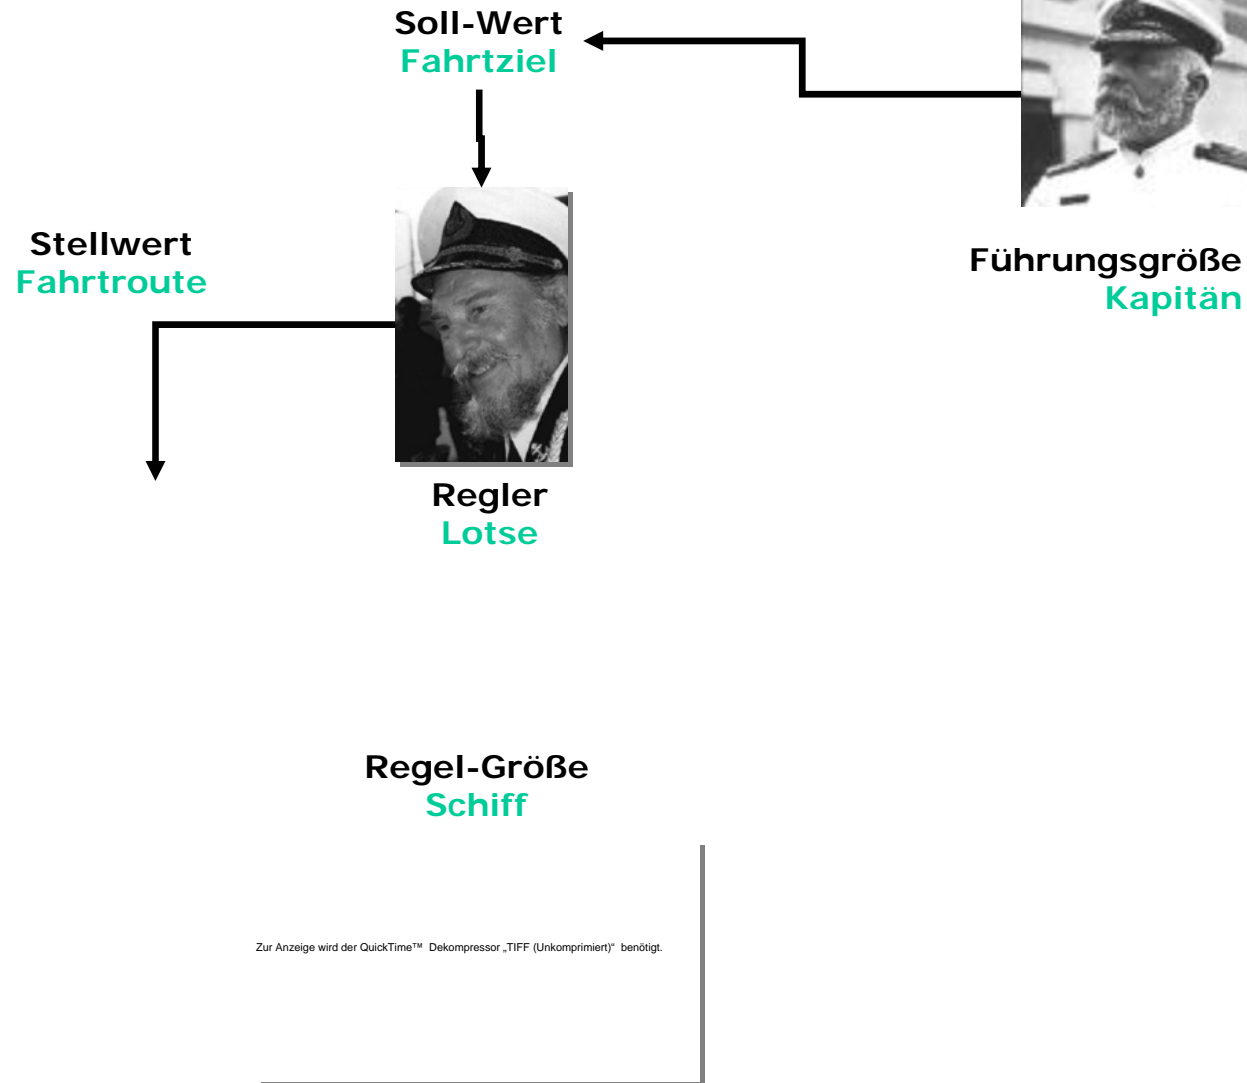 Soll-Wert
Fahrtziel
Stellwert
Fahrtroute
Führungsgröße
Kapitän
Regler
Lotse
Regel-Größe
Schiff
Zur Anzeige wird der QuickTime™ Dekompressor „TIFF (Unkomprimiert)“ benötigt.